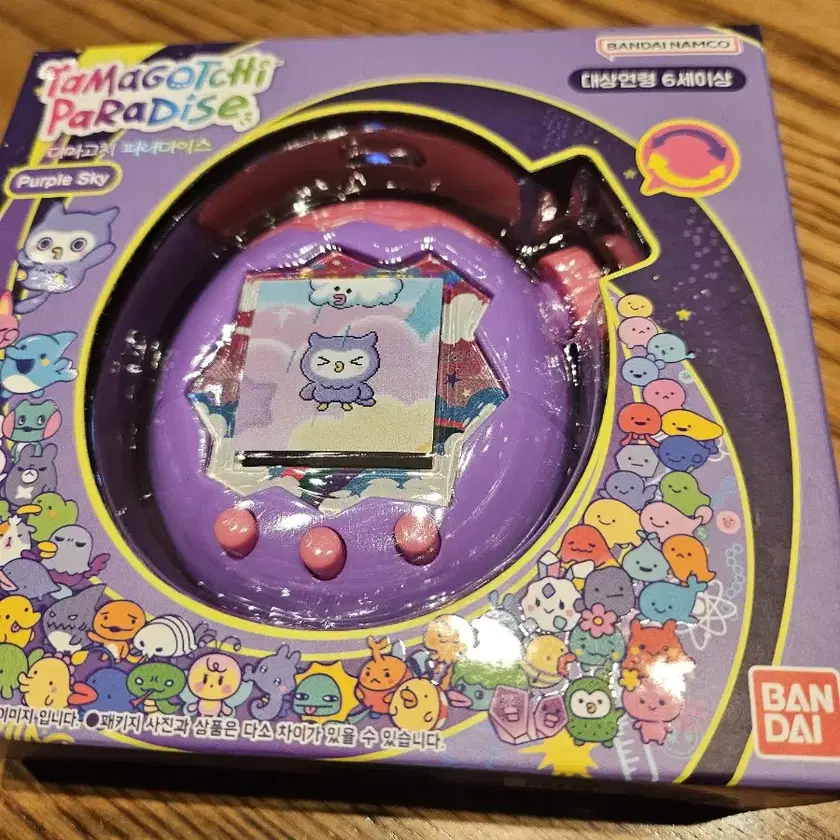 TaMaGOTCHi
PaRaDiSe
BANDAI NAMCO
대상연령 6세이상
다마고치 파라다이스
Purple Sky
이미지 입니다. ●패키지 사진과 상품은 다소 차이가 있을 수 있습니다.
BAN
DAI